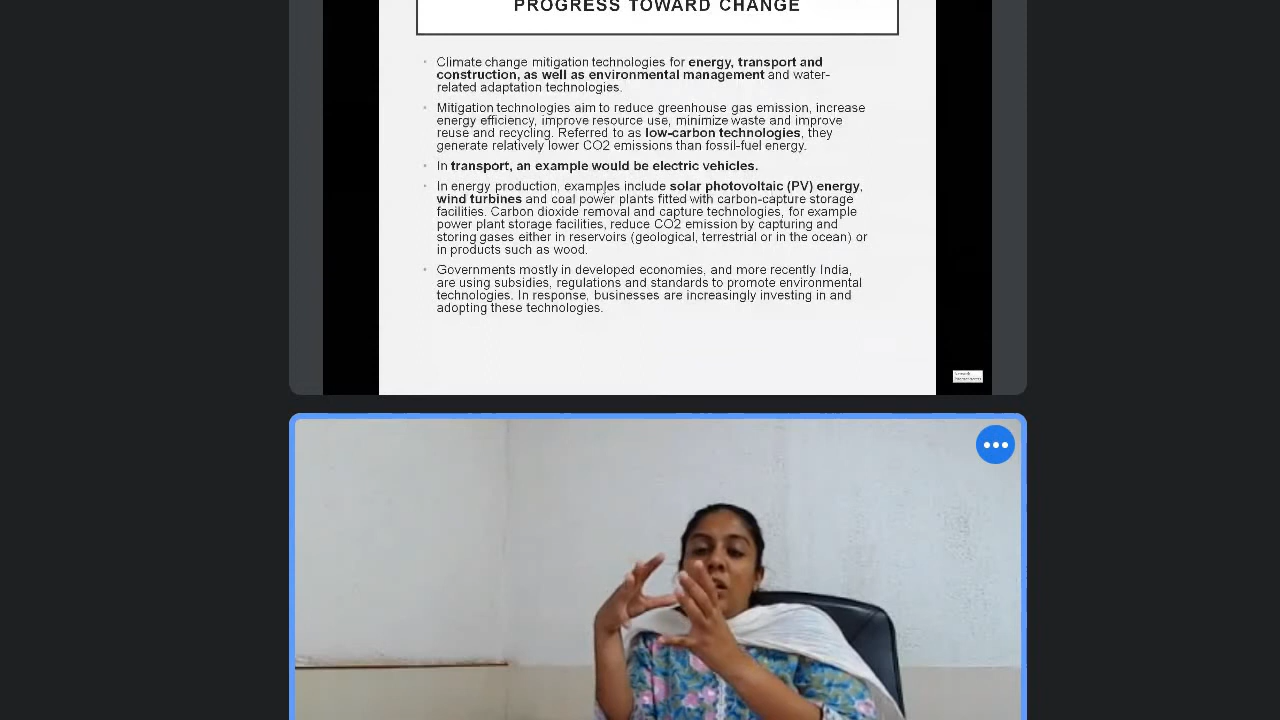 PROGRESS TOWARD CHANGE
Climate change mitigation technologies for energy, transport and
construction, as well as environmental management and water-
related adaptation technologies.
Mitigation technologies aim to reduce greenhouse gas emission, increase
energy efficiency, improve resource use, minimize waste and improve
reuse and recycling. Referred to as low-carbon technologies, they
generate relatively lower CO2 emissions than fossil-fuel energy.
In transport, an example would be electric vehicles.
In energy production, examples include solar photovoltaic (PV) energy,
wind turbines and coal power plants fitted with carbon-capture storage
facilities. Carbon dioxide removal and capture technologies, for example
power plant storage facilities, reduce CO2 emission by capturing and
storing gases either in reservoirs (geological, terrestrial or in the ocean) or
in products such as wood.
Governments mostly in developed economies, and more recently India,
are using subsidies, regulations and standards to promote environmental
technologies. In response, businesses are increasingly investing in and
adopting these technologies.